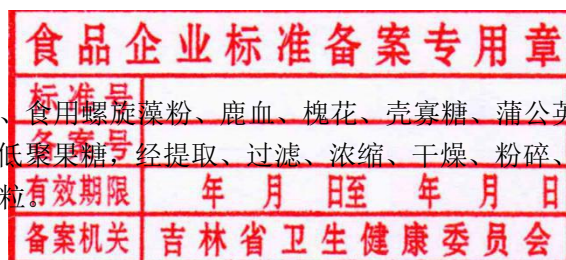 食品企业标准备案专用章
标准号
、食用螺旋藻粉、鹿血、槐花、壳寡糖、蒲公英
备案号
低聚果糖，经提取、过滤、浓缩、干燥、粉碎、
粒。
有效期限 年 月 日至 年 月 日
备案机关 吉林省卫生健康委员会